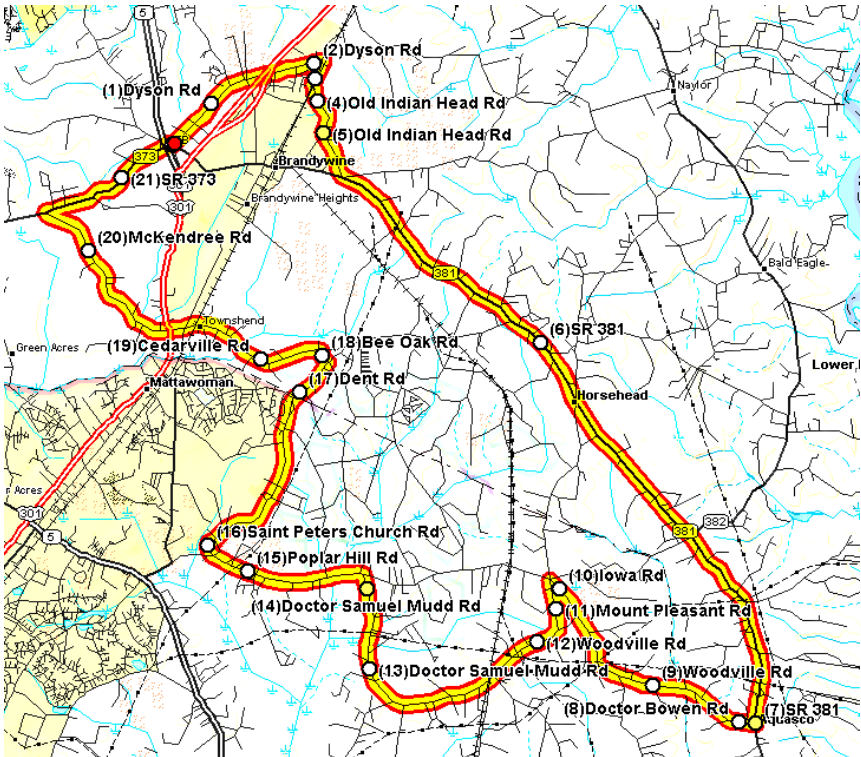 5
(2)Dyson Rd
(1)Dyson Rd
Naylor
(4)Old Indian Head Rd
(5)Old Indian Head Rd
373
Brandywine
(21)SR 373
301
Brandywine Heights
(20)McKendree Rd
Bald Eagle
381
Townshend
(6)SR 381
(18)Bee Oak Rd
Green Acres
(19)Cedarville Rd
Lower
(17)Dent Rd
Mattawoman
Horsehead
r Acres
301
382
5
(16)Saint Peters Church Rd
381
(15)Poplar Hill Rd
(10)Iowa Rd
(14)Doctor Samuel Mudd Rd
(11)Mount Pleasant Rd
(12)Woodville Rd
(13)Doctor Samuel Mudd Rd
(9)Woodville Rd
(8)Doctor Bowen Rd
(7)SR 381
Aquasco